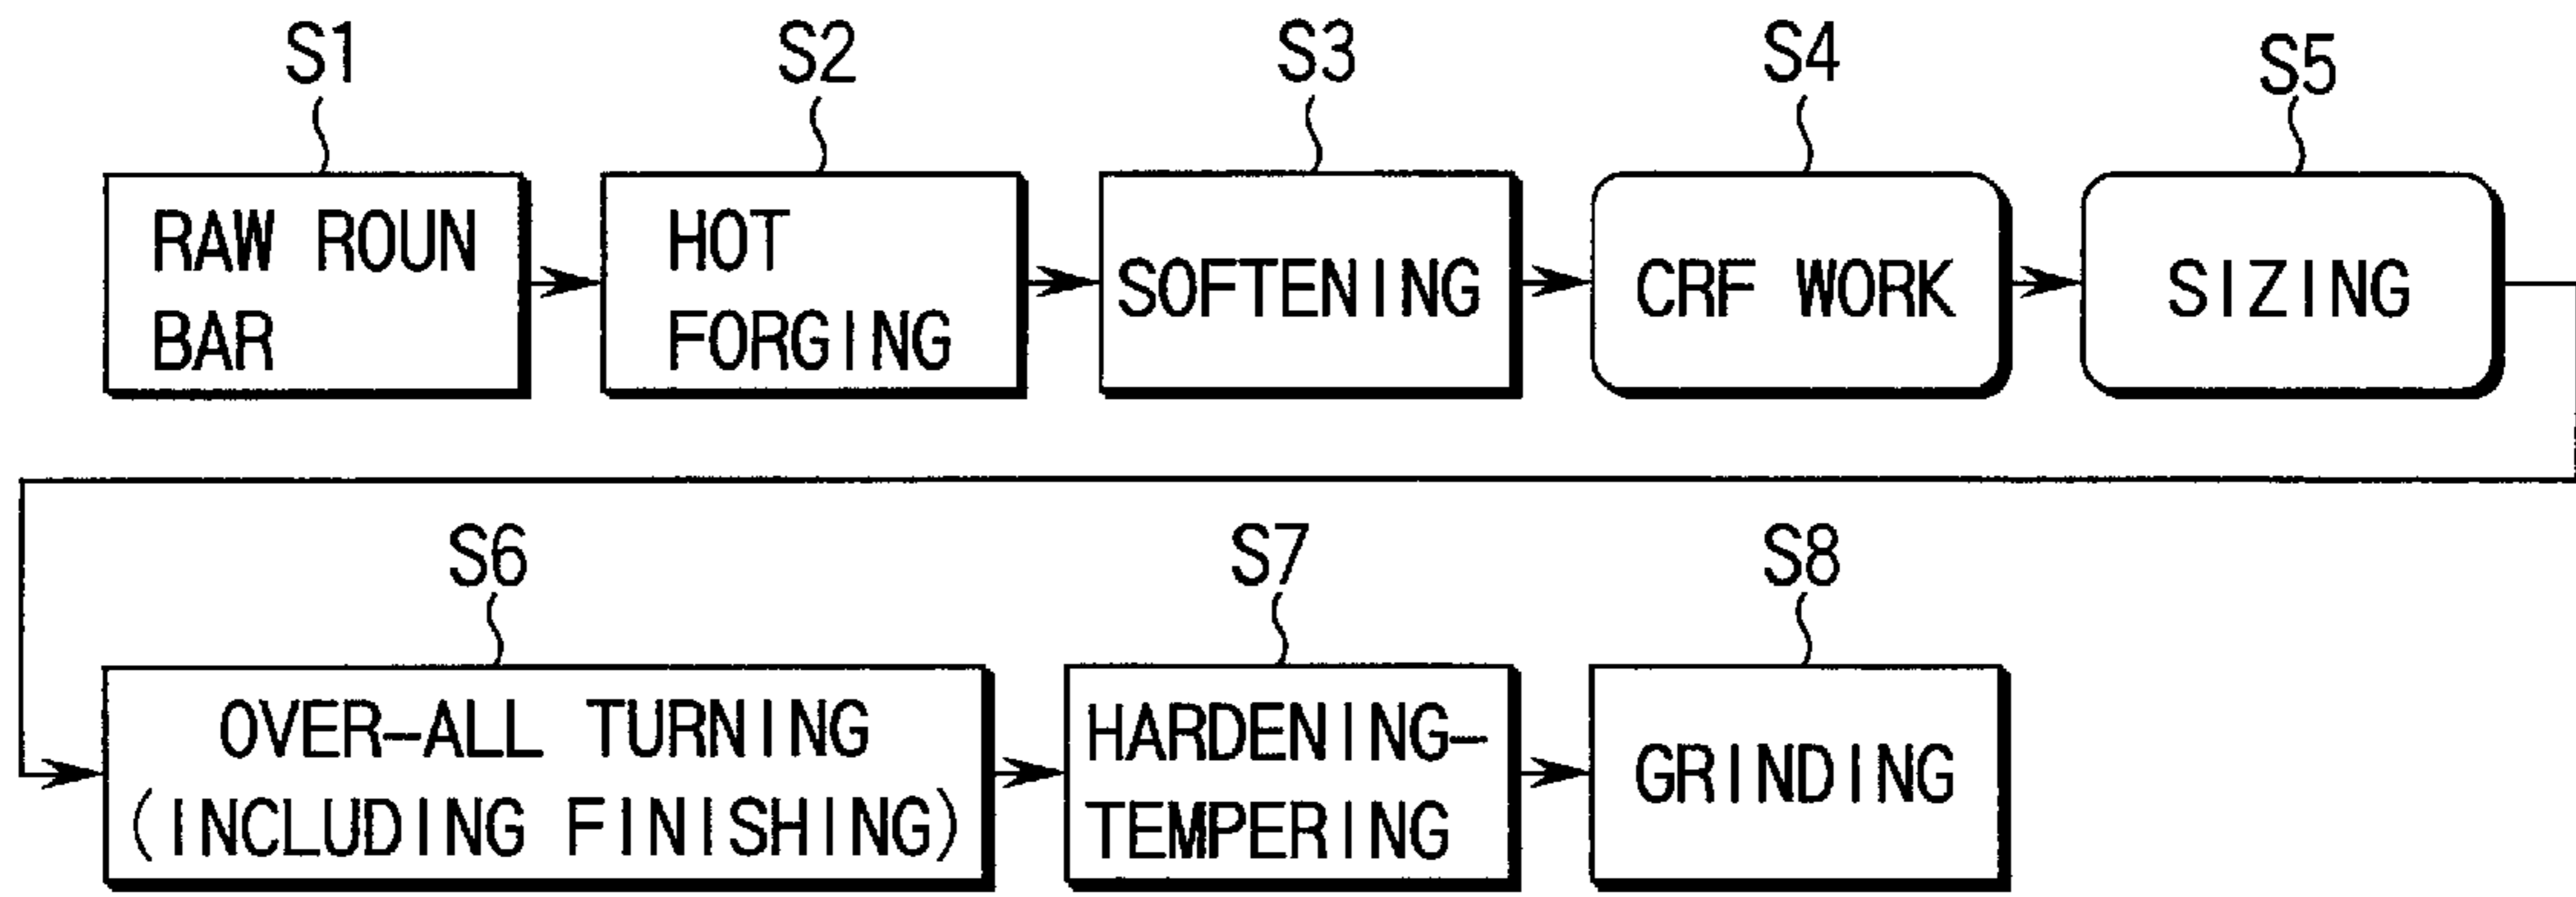 S1 S2 S3 S4 S5
RAW ROUN
BAR
HOT
FORGING
SOFTENING
CRF WORK
SIZING
S6 S7 S8
OVER-ALL TURNING
(INCLUDING FINISHING)
HARDENING-
TEMPERING
GRINDING